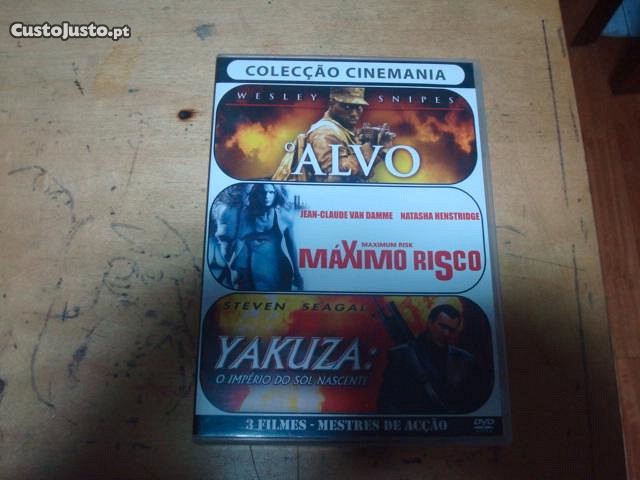 CustoJusto.pt
COLECÇÃO CINEMANIA
WESLEY SNIPES
O ALVO
JEAN-CLAUDE VAN DAMME NATASHA HENSTRIDGE
MAXIMUM RISK
MÁXIMO RISCO
STEVEN SEAGAL
YAKUZA:
O IMPÉRIO DO SOL NASCENTE
3 FILMES - MESTRES DE ACÇÃO
DVD